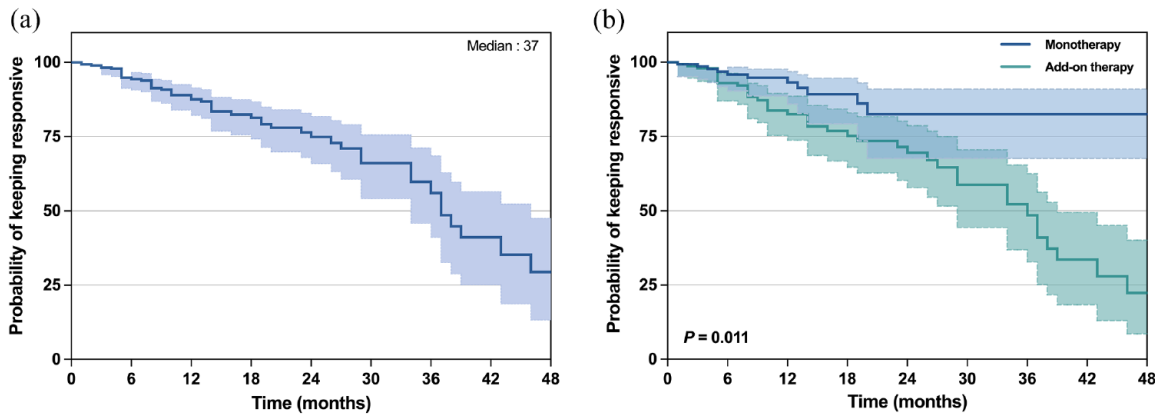 (a)
Median : 37
Probability of keeping responsive
100
75
50
25
0
0 6 12 18 24 30 36 42 48
Time (months)
(b)
Monotherapy
Add-on therapy
Probability of keeping responsive
100
75
50
25
0
P = 0.011
0 6 12 18 24 30 36 42 48
Time (months)